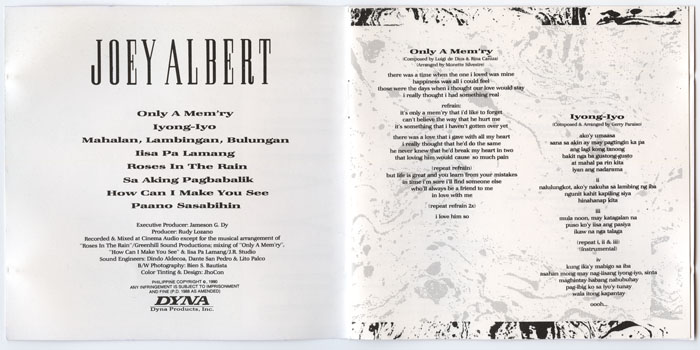 JOEY ALBERT
Only A Mem'ry
Iyong-Iyo
Mahalan, Lambingan, Bulungan
Iisa Pa Lamang
Roses In The Rain
Sa Aking Pagbabalik
How Can I Make You See
Paano Sasabihin
Executive Producer: Jameson G. Dy
Producer: Rudy Lozano
Recorded & Mixed at Cinema Audio except for the musical arrangement of
"Roses In The Rain"/Greenhill Sound Productions; mixing of "Only A Mem'ry",
"How Can I Make You See" & Iisa Pa Lamang/J.R. Studio
Sound Engineers: Dindo Aldecoa, Dante San Pedro & Lito Palco
B/W Photography: Bien S. Bautista
Color Tinting & Design: JhoCon
PHILIPPINE COPYRIGHT ©, 1990
ANY INFRINGEMENT IS SUBJECT TO IMPRISONMENT
AND FINE (P.D. 1988 AS AMENDED)
DYNA
Dyna Products, Inc.
Only A Mem'ry
(Composed by Luigi de Dios & Rina Cañiza)
(Arranged by Monette Silvestre)
there was a time when the one i loved was mine
happiness was all i could feel
those were the days when i thought our love would stay
i really thought i had something real
refrain:
it's only a mem'ry that i'd like to forget
can't believe the way that he hurt me
it's something that i haven't gotten over yet
there was a love that i gave with all my heart
i really thought that he'd do the same
he never knew that he'd break my heart in two
that loving him would cause so much pain
(repeat refrain)
but life is great and you learn from your mistakes
in time i'm sure i'll find someone else
who'll always be a friend to me
in love with me
(repeat refrain 2x)
i love him so
Iyong-Iyo
(Composed & Arranged by Gerry Paraiso)
i
ako'y umaasa
sana sa akin ay may pagtingin ka pa
ang lagi kong tanong
bakit nga ba gustong-gusto
at mahal pa rin kita
iyan ang nadarama
ii
nalulungkot, ako'y nakuha sa lambing ng iba
ngunit kahit kapiling siya
hinahanap kita
iii
mula noon, may katagalan na
puso ko'y iisa ang pasiya
ikaw na nga talaga
(repeat i, ii & iii)
(Instrumental)
iv
kung ika'y mabigo sa iba
asahan mong may nag-iisang iyong-iyo, sinta
maghintay habang nabubuhay
pag-ibig ko sa iyo'y tunay
wala itong kapantay
oooh...